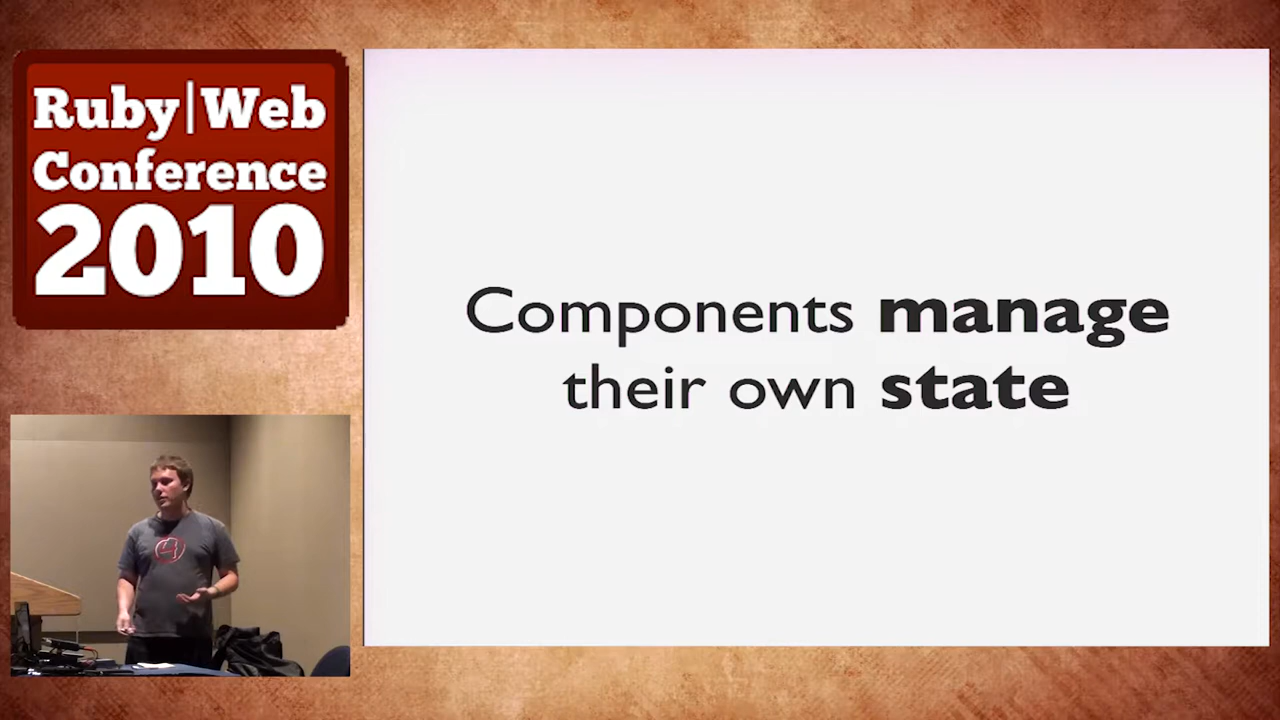 Ruby|Web
Conference
2010
Components manage
their own state